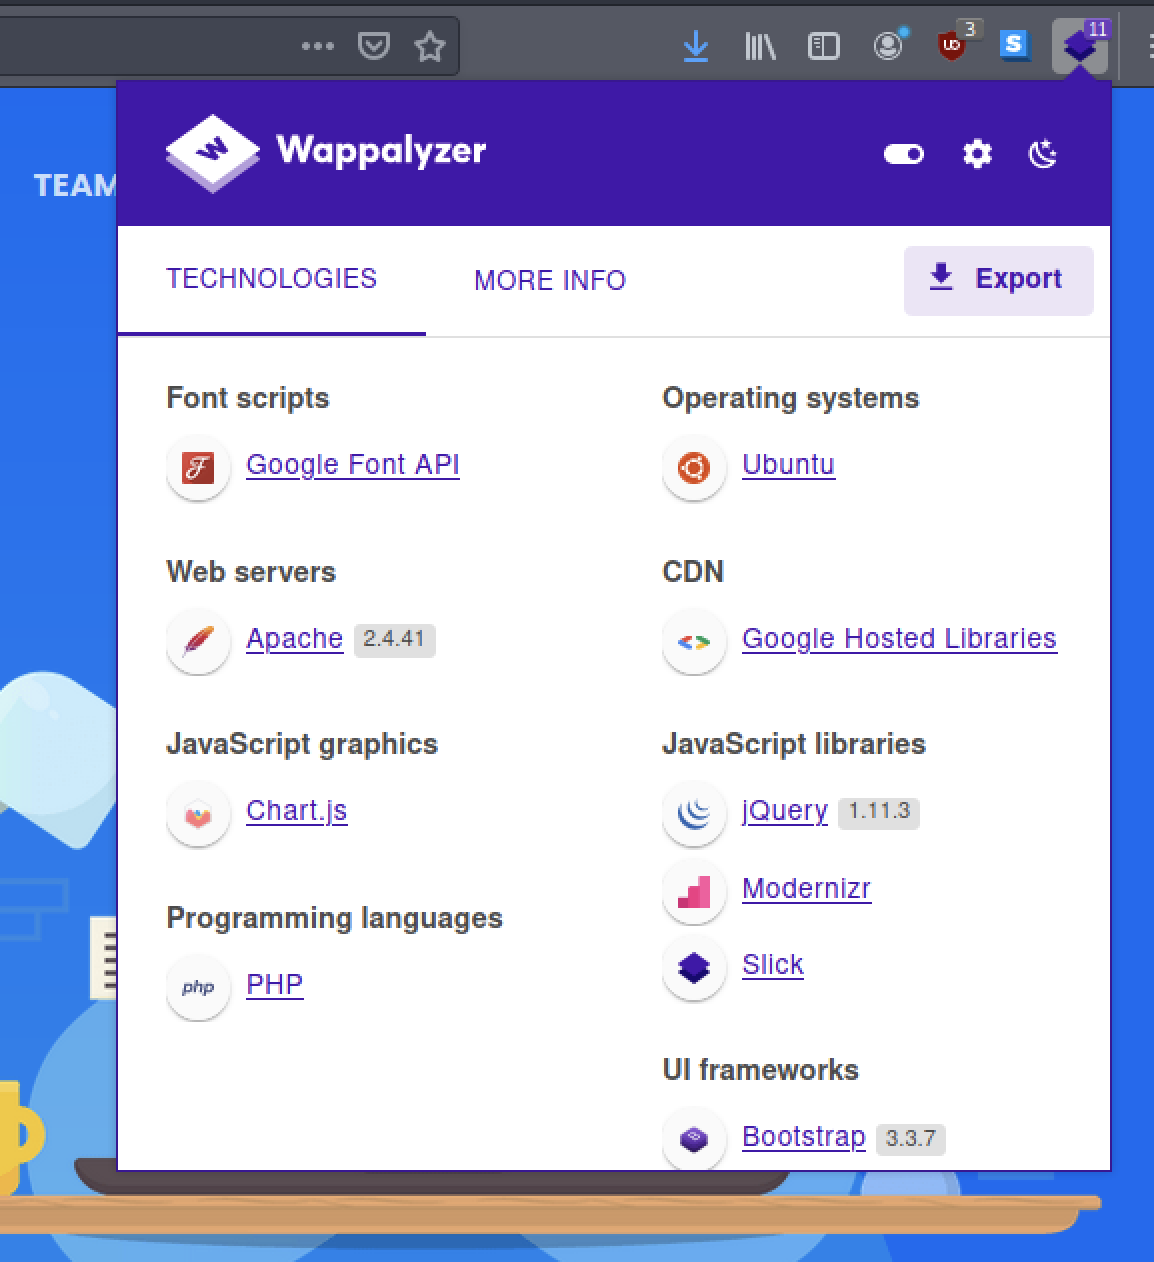 3
S
11
TEAM
W Wappalyzer
TECHNOLOGIES
MORE INFO
Export
Font scripts
Google Font API
Web servers
Apache 2.4.41
JavaScript graphics
Chart.js
Programming languages
php PHP
Operating systems
Ubuntu
CDN
Google Hosted Libraries
JavaScript libraries
jQuery 1.11.3
Modernizr
Slick
UI frameworks
Bootstrap 3.3.7